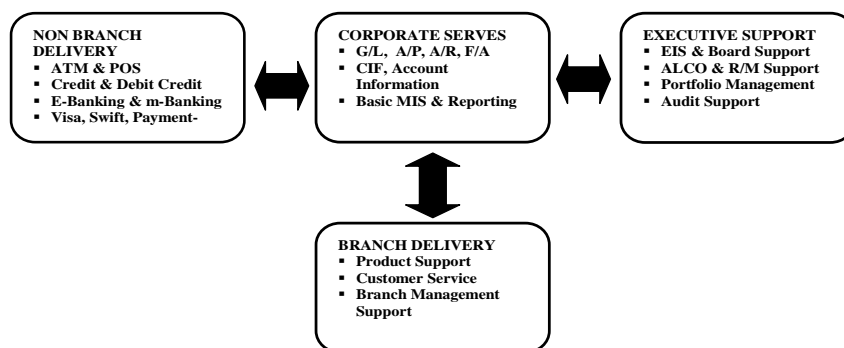 NON BRANCH
DELIVERY
▪ ATM & POS
▪ Credit & Debit Credit
▪ E-Banking & m-Banking
▪ Visa, Swift, Payment-
CORPORATE SERVES
▪ G/L, A/P, A/R, F/A
▪ CIF, Account
Information
▪ Basic MIS & Reporting
EXECUTIVE SUPPORT
▪ EIS & Board Support
▪ ALCO & R/M Support
▪ Portfolio Management
▪ Audit Support
BRANCH DELIVERY
▪ Product Support
▪ Customer Service
▪ Branch Management
Support